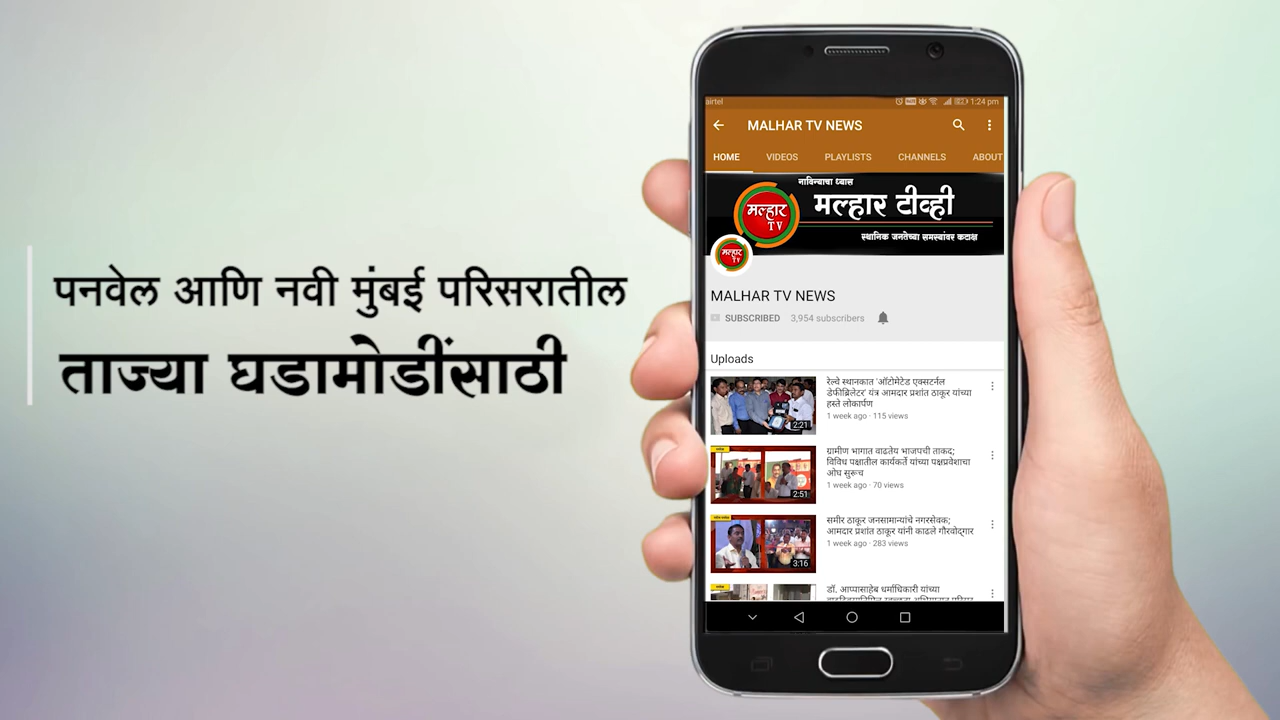 पनवेल आणि नवी मुंबई परिसरातील
ताज्या घडामोडींसाठी
airtel
1:24 pm
MALHAR TV NEWS
HOME VIDEOS PLAYLISTS CHANNELS ABOUT
नाविन्याचा ध्यास
मल्हार टीव्ही
स्थानिक जनतेच्या समस्यांवर कटाक्ष
मल्हार
TV
मल्हार
TV
MALHAR TV NEWS
SUBSCRIBED 3,954 subscribers
Uploads
रेल्वे स्थानकात 'ऑटोमेटेड एक्सटर्नल
डेफीब्रिलेटर' यंत्र आमदार प्रशांत ठाकूर यांच्या
हस्ते लोकार्पण
1 week ago · 115 views
2:21
ग्रामीण भागात वाढतेय भाजपची ताकद;
विविध पक्षातील कार्यकर्ते यांच्या पक्षप्रवेशाचा
ओघ सुरूच
1 week ago · 70 views
2:51
समीर ठाकूर जनसामान्यांचे नगरसेवक;
आमदार प्रशांत ठाकूर यांनी काढले गौरवोद्गार
1 week ago · 283 views
3:16
डॉ. आप्पासाहेब धर्माधिकारी यांच्या